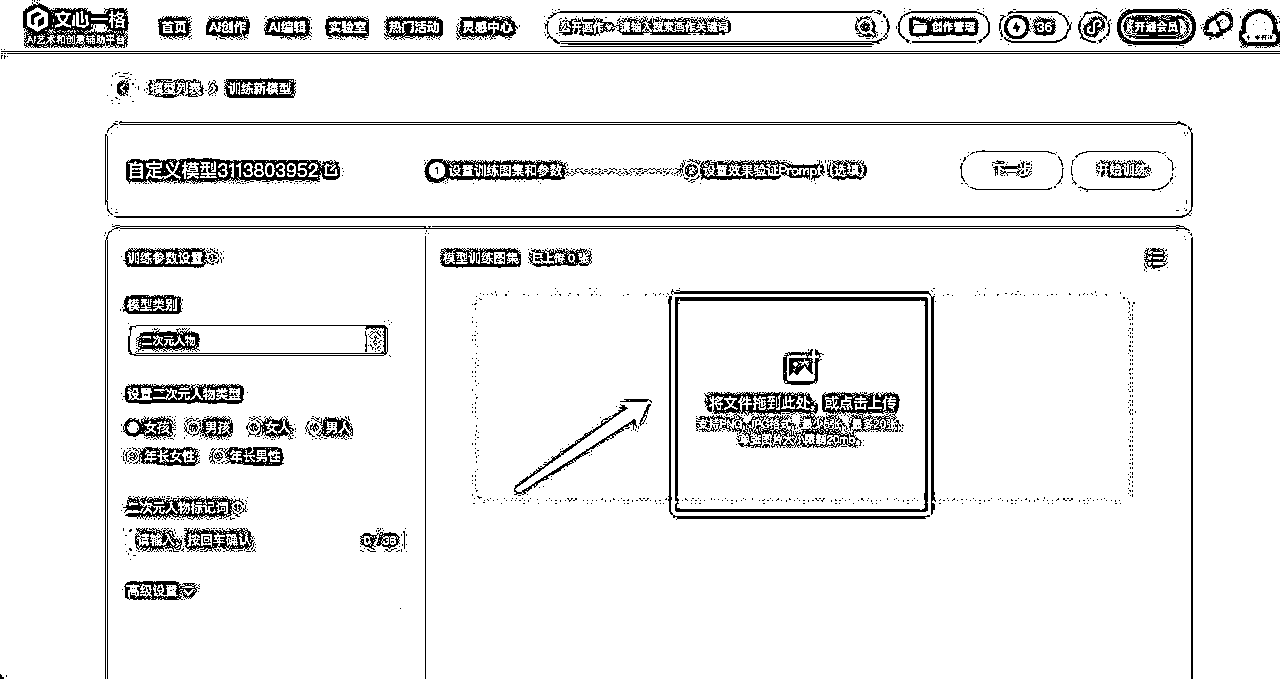 文心一格
AI艺术和创意辅助平台
首页 AI创作 AI编辑 实验室 热门活动 灵感中心
公开画作 请输入或黑画作关键词
创作管理
36
开通会员
模型列表 训练新模型
自定义模型3113803952
1 设置训练图集和参数
2 设置效果验证Prompt（选填）
下一步
开始训练
训练参数设置
模型类别
二次元人物
设置二次元人物类型
女孩 男孩 女人 男人
年长女性 年长男性
二次元人物标记词
请输入，按回车确认 0 / 35
高级设置
模型训练图集 已上传 0 张
将文件拖到此处，或点击上传
支持PNG、JPG格式，最少5张，最多20张
单张图片大小限制20mb